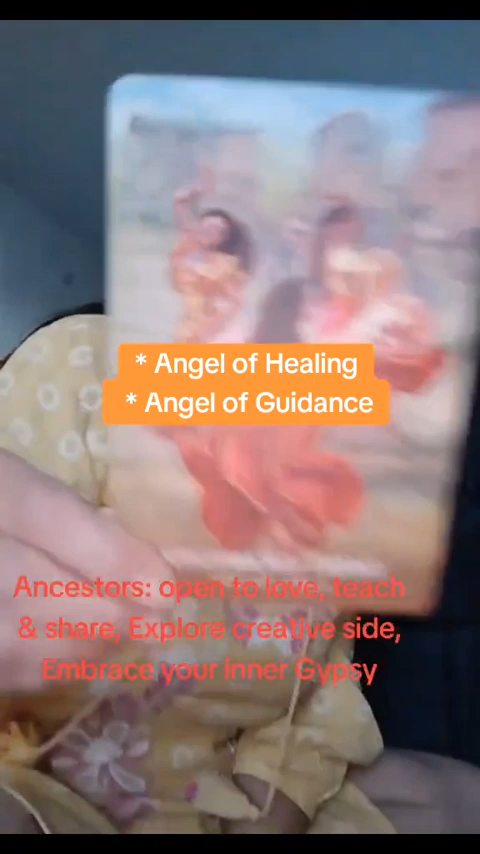 * Angel of Healing
* Angel of Guidance
Ancestors: open to love, teach
& share, Explore creative side,
Embrace your inner Gypsy